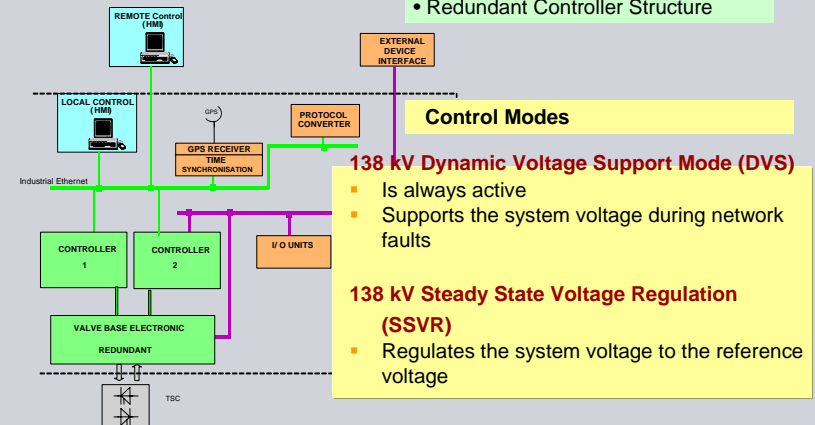 • Redundant Controller Structure
REMOTE Control
(HMI)
EXTERNAL
DEVICE
INTERFACE
LOCAL CONTROL
(HMI)
GPS
PROTOCOL
CONVERTER
GPS RECEIVER
TIME
SYNCHRONISATION
Industrial Ethernet
CONTROLLER
1
CONTROLLER
2
I/ O UNITS
VALVE BASE ELECTRONIC
REDUNDANT
TSC
Control Modes
138 kV Dynamic Voltage Support Mode (DVS)
▪ Is always active
▪ Supports the system voltage during network
faults
138 kV Steady State Voltage Regulation
(SSVR)
▪ Regulates the system voltage to the reference
voltage